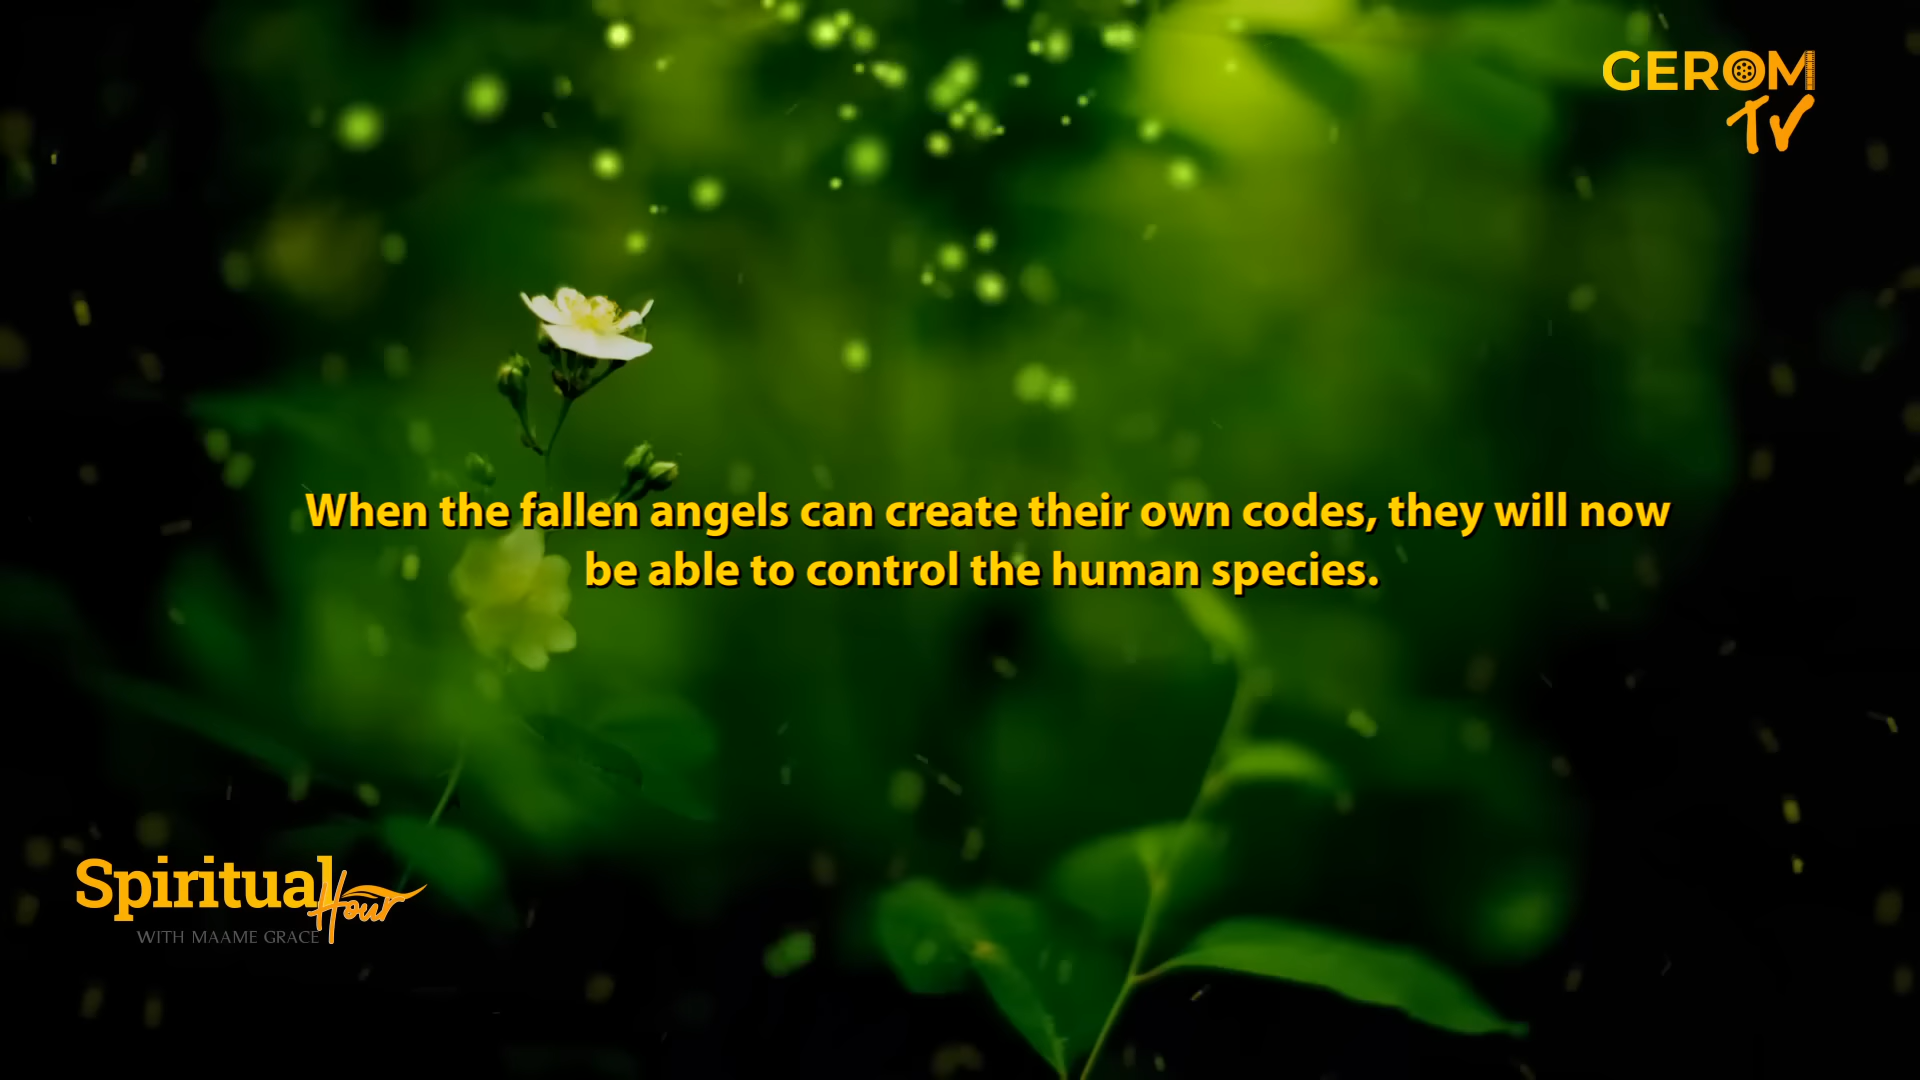 GEROM
TV
When the fallen angels can create their own codes, they will now
be able to control the human species.
Spiritual
Hour
WITH MAAME GRACE